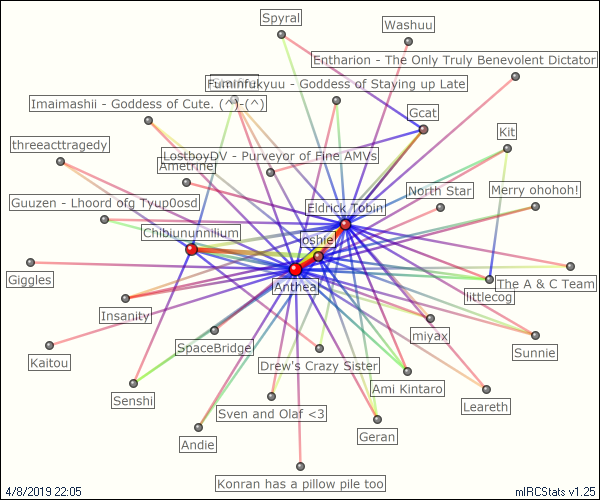 Spyral
Washuu
Entharion - The Only Truly Benevolent Dictator
Fuminfukyuu - Goddess of Staying up Late
Imaimashii - Goddess of Cute. (^)-(^)
Gcat
Kit
threeacttragedy
LostboyDV - Purveyor of Fine AMVs
Ametrine
North Star
Merry ohohoh!
Guuzen - Lhoord ofg Tyup0osd
Eldrick Tobin
Chibiununnilium
oshie
Giggles
Anthea
The A & C Team
littlecog
Insanity
miyax
SpaceBridge
Sunnie
Kaitou
Drew's Crazy Sister
Ami Kintaro
Senshi
Leareth
Sven and Olaf <3
Geran
Andie
Konran has a pillow pile too
4/8/2019 22:05
mIRCStats v1.25